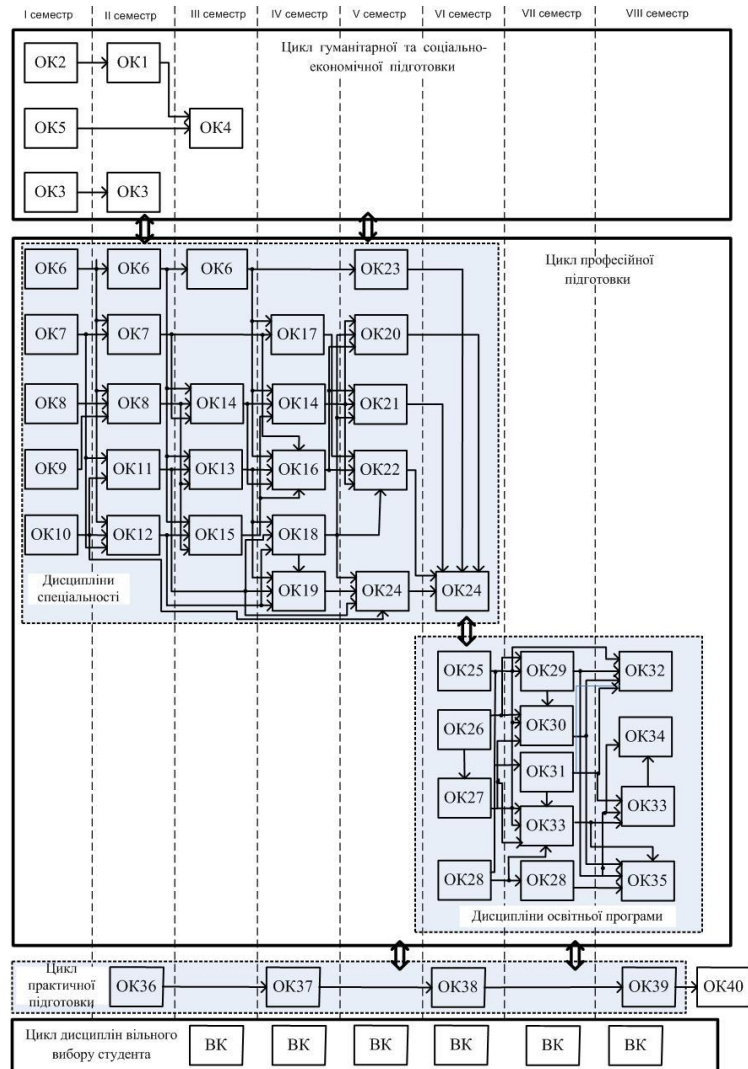 I семестр II семестр III семестр IV семестр V семестр VI семестр VII семестр VIII семестр
Цикл гуманітарної та соціально-
економічної підготовки
ОК2 ОК1
ОК5 ОК4
ОК3 ОК3
Цикл професійної
підготовки
ОК6 ОК6 ОК6 ОК23
ОК7 ОК7 ОК17 ОК20
ОК8 ОК8 ОК14 ОК14 ОК21
ОК9 ОК11 ОК13 ОК16 ОК22
ОК10 ОК12 ОК15 ОК18
ОК19 ОК24 ОК24
Дисципліни
спеціальності
ОК25 ОК29 ОК32
ОК26 ОК30 ОК34
ОК27 ОК31 ОК33
ОК33
ОК28 ОК28 ОК35
Дисципліни освітньої програми
Цикл
практичної
підготовки
ОК36 ОК37 ОК38 ОК39 ОК40
Цикл дисциплін вільного
вибору студента
ВК ВК ВК ВК ВК ВК